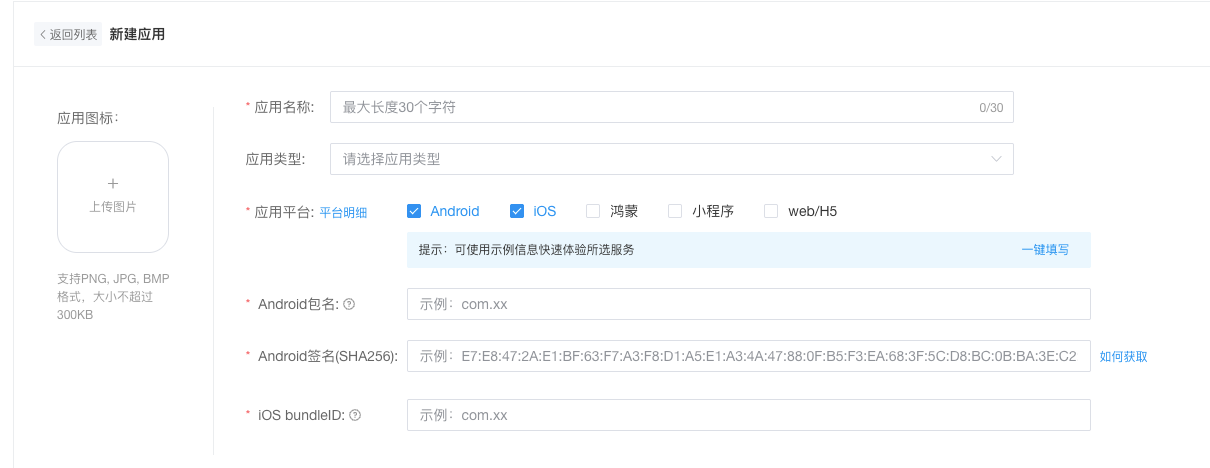 返回列表 新建应用
应用图标:
上传图片
支持PNG, JPG, BMP
格式，大小不超过
300KB
* 应用名称: 最大长度30个字符 0/30
应用类型: 请选择应用类型
* 应用平台: 平台明细 Android iOS 鸿蒙 小程序 web/H5
提示：可使用示例信息快速体验所选服务 一键填写
* Android包名: 示例：com.xx
* Android签名(SHA256): 示例：E7:E8:47:2A:E1:BF:63:F7:A3:F8:D1:A5:E1:A3:4A:47:88:0F:B5:F3:EA:68:3F:5C:D8:BC:0B:BA:3E:C2 如何获取
* iOS bundleID: 示例：com.xx